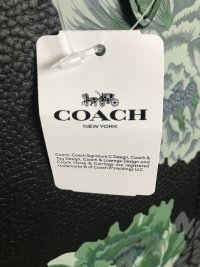 COACH
NEW YORK
Coach, Coach Signature C Design, Coach &
Tag Design, Coach & Lozenge Design and
Coach Horse & Carriage are registered
trademarks ® of Coach IP Holdings LLC.